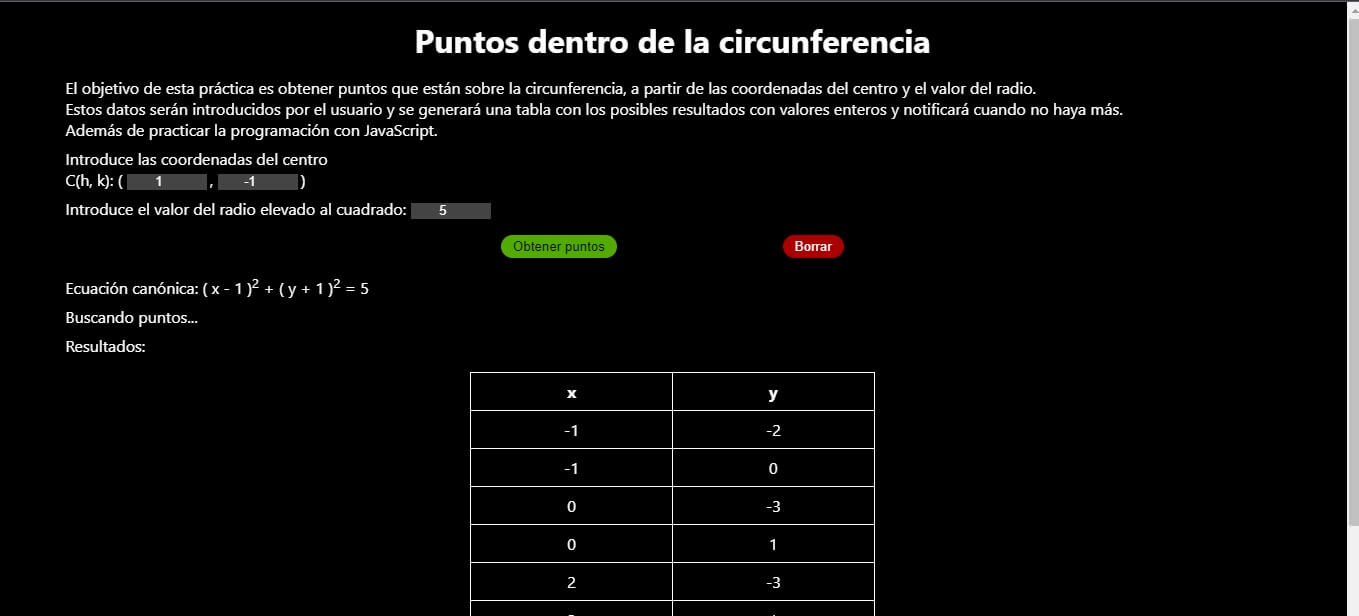 Puntos dentro de la circunferencia
El objetivo de esta práctica es obtener puntos que están sobre la circunferencia, a partir de las coordenadas del centro y el valor del radio.
Estos datos serán introducidos por el usuario y se generará una tabla con los posibles resultados con valores enteros y notificará cuando no haya más.
Además de practicar la programación con JavaScript.
Introduce las coordenadas del centro
C(h, k): ( 1 , -1 )
Introduce el valor del radio elevado al cuadrado: 5
Obtener puntos Borrar
Ecuación canónica: ( x - 1 )² + ( y + 1 )² = 5
Buscando puntos...
Resultados:
x y
-1 -2
-1 0
0 -3
0 1
2 -3